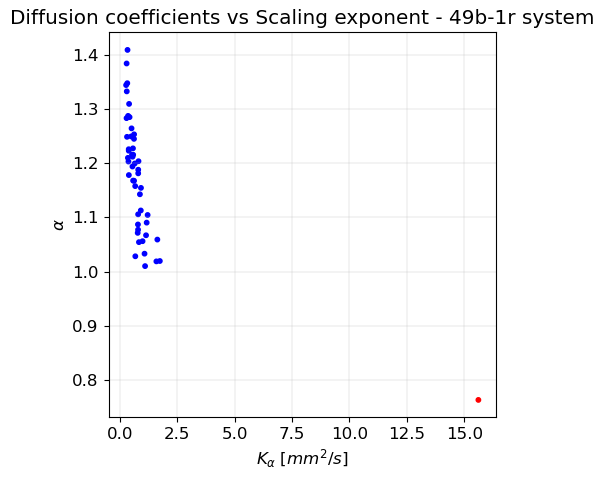 Diffusion coefficients vs Scaling exponent - 49b-1r system
1.4
1.3
1.2
1.1
1.0
0.9
0.8
α
0.0 2.5 5.0 7.5 10.0 12.5 15.0
K_α [mm²/s]